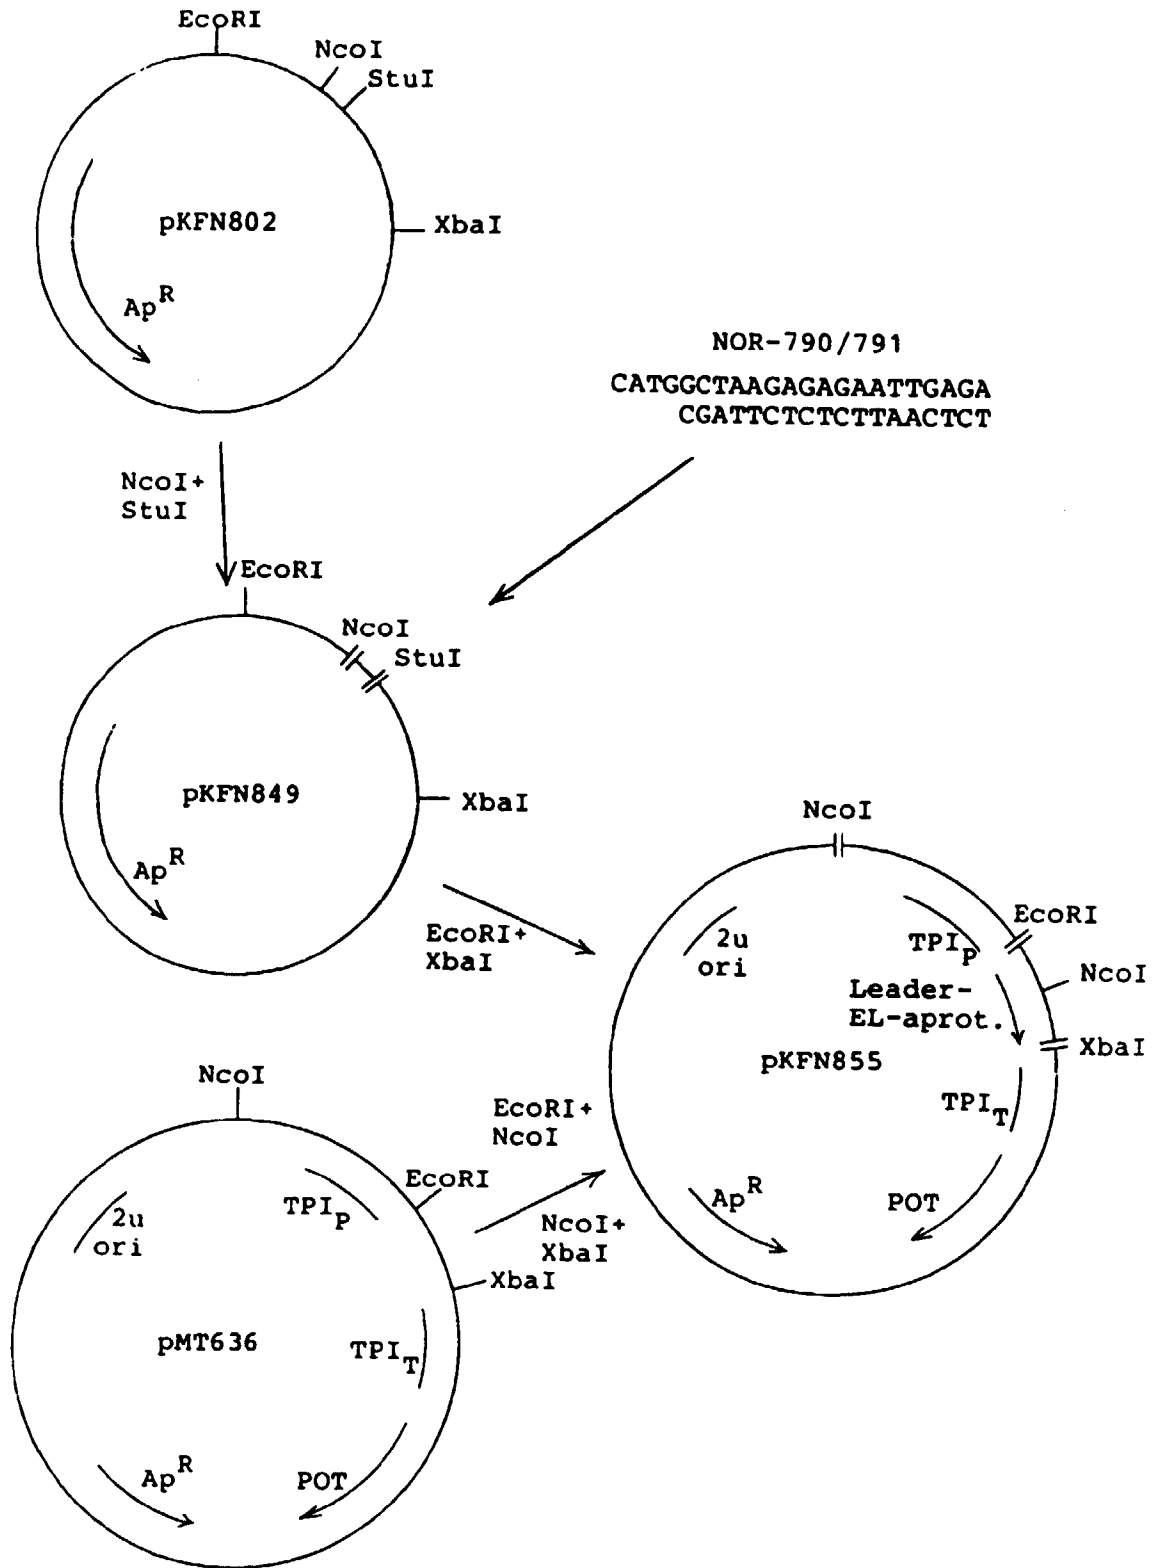 EcoRI
NcoI
StuI
pKFN802
XbaI
ApR
NOR-790/791
CATGGCTAAGAGAGAATTGAGA
CGATTCTCTCTTAACTCT
NcoI+
StuI
EcoRI
NcoI
StuI
pKFN849
XbaI
ApR
EcoRI+
XbaI
NcoI
2u
ori
TPIP
EcoRI
NcoI
Leader-
EL-aprot.
XbaI
pKFN855
TPIT
POT
ApR
NcoI
EcoRI+
NcoI
NcoI+
XbaI
2u
ori
TPIP
EcoRI
XbaI
pMT636
TPIT
ApR
POT